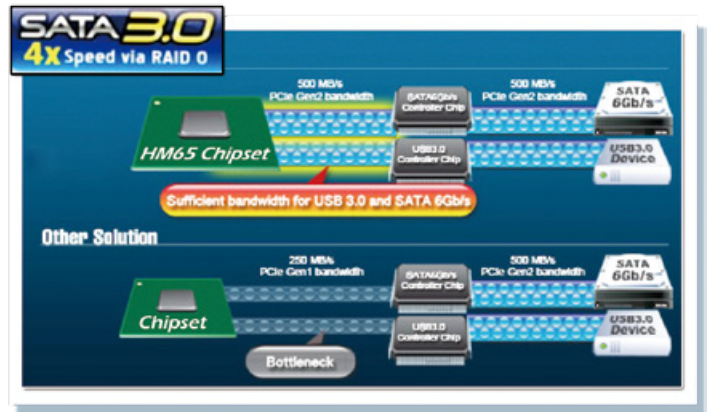 SATA 3.0
4X Speed via RAID 0
500 MB/s
PCIe Gen2 bandwidth
SATA6Gb/s
Controller Chip
500 MB/s
PCIe Gen2 bandwidth
SATA
6Gb/s
HM65 Chipset
USB3.0
Controller Chip
USB3.0
Device
Sufficient bandwidth for USB 3.0 and SATA 6Gb/s
Other Solution
250 MB/s
PCIe Gen1 bandwidth
SATA6Gb/s
Controller Chip
500 MB/s
PCIe Gen2 bandwidth
SATA
6Gb/s
Chipset
USB3.0
Controller Chip
USB3.0
Device
Bottleneck